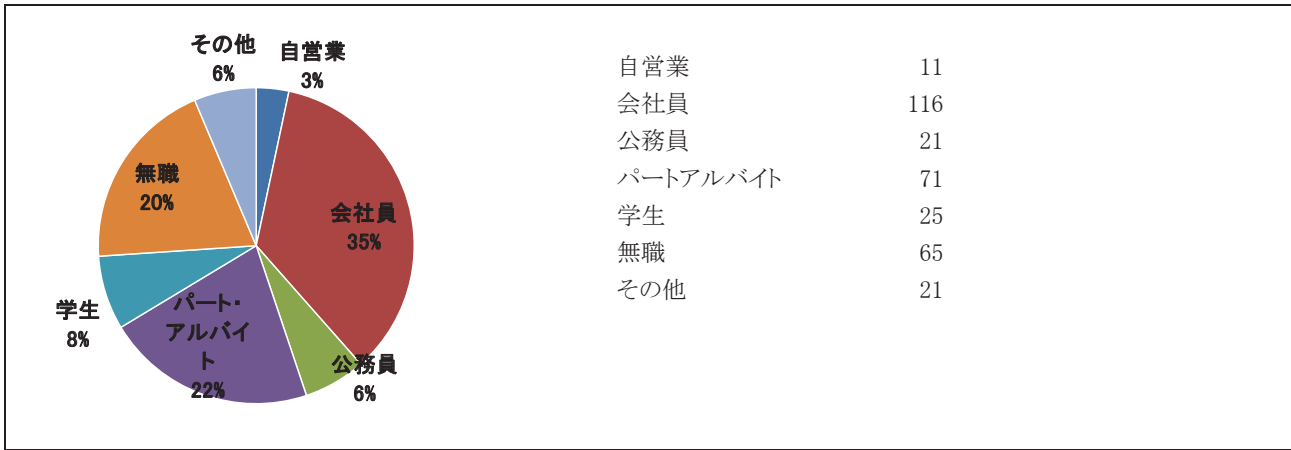 その他
6%
自営業
3%
会社員
35%
公務員
6%
パート・
アルバイ
ト
22%
学生
8%
無職
20%
自営業 11
会社員 116
公務員 21
パートアルバイト 71
学生 25
無職 65
その他 21